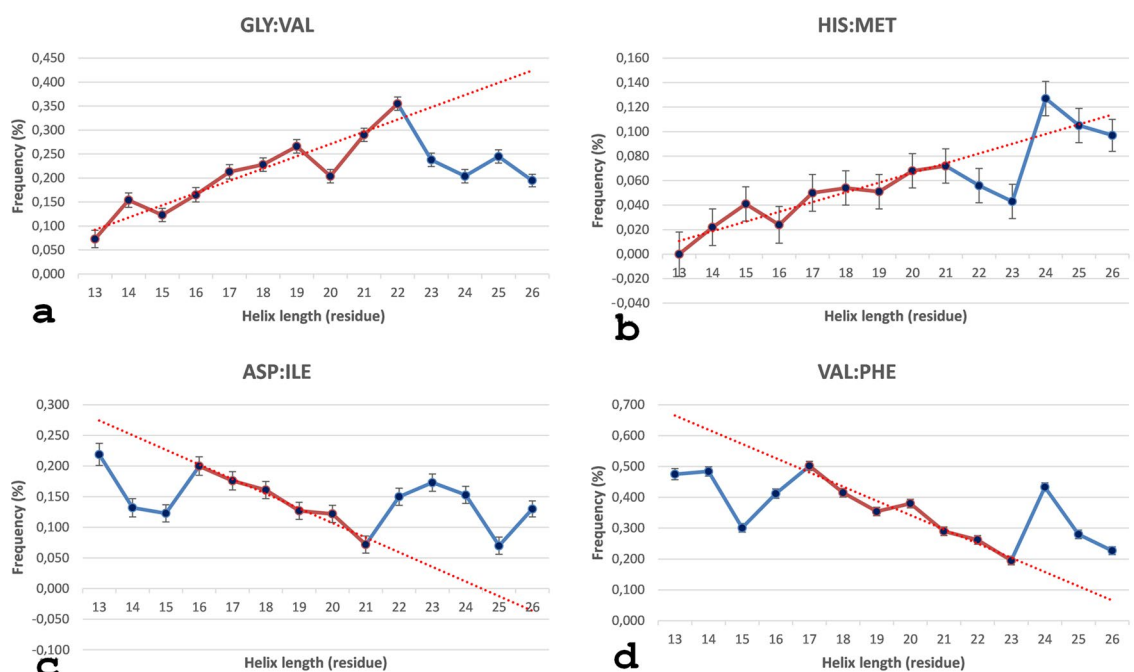 GLY:VAL
Frequency (%)
0,450
0,400
0,350
0,300
0,250
0,200
0,150
0,100
0,050
0,000
13 14 15 16 17 18 19 20 21 22 23 24 25 26
Helix length (residue)
a
HIS:MET
Frequency (%)
0,160
0,140
0,120
0,100
0,080
0,060
0,040
0,020
0,000
-0,020
-0,040
13 14 15 16 17 18 19 20 21 22 23 24 25 26
Helix length (residue)
b
ASP:ILE
Frequency (%)
0,300
0,250
0,200
0,150
0,100
0,050
0,000
-0,050
-0,100
13 14 15 16 17 18 19 20 21 22 23 24 25 26
Helix length (residue)
c
VAL:PHE
Frequency (%)
0,700
0,600
0,500
0,400
0,300
0,200
0,100
0,000
13 14 15 16 17 18 19 20 21 22 23 24 25 26
Helix length (residue)
d